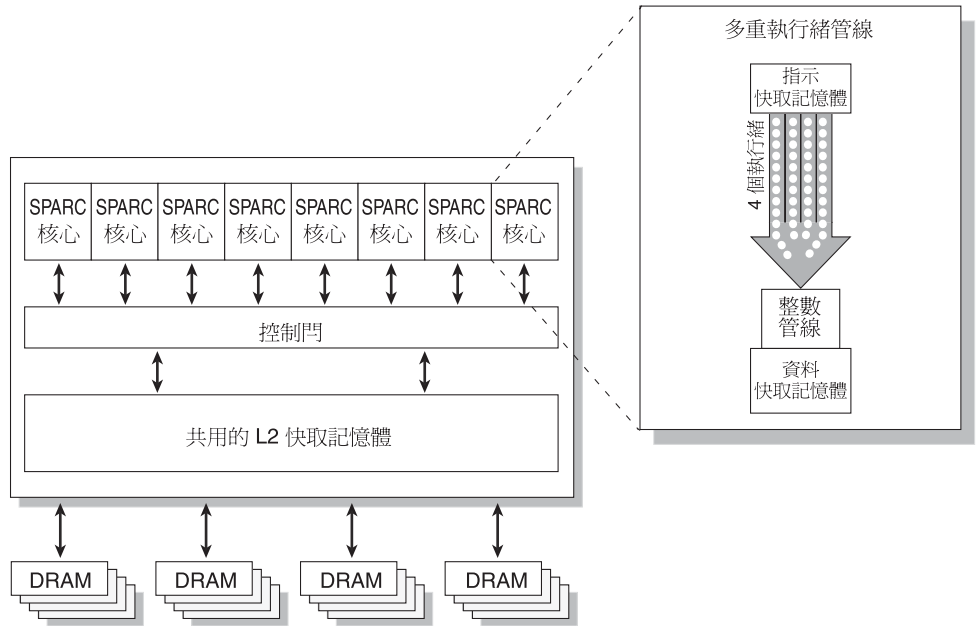 多重執行緒管線
指示
快取記憶體
4 個執行緒
整數
管線
資料
快取記憶體
SPARC
核心
SPARC
核心
SPARC
核心
SPARC
核心
SPARC
核心
SPARC
核心
SPARC
核心
SPARC
核心
控制閂
共用的 L2 快取記憶體
DRAM
DRAM
DRAM
DRAM